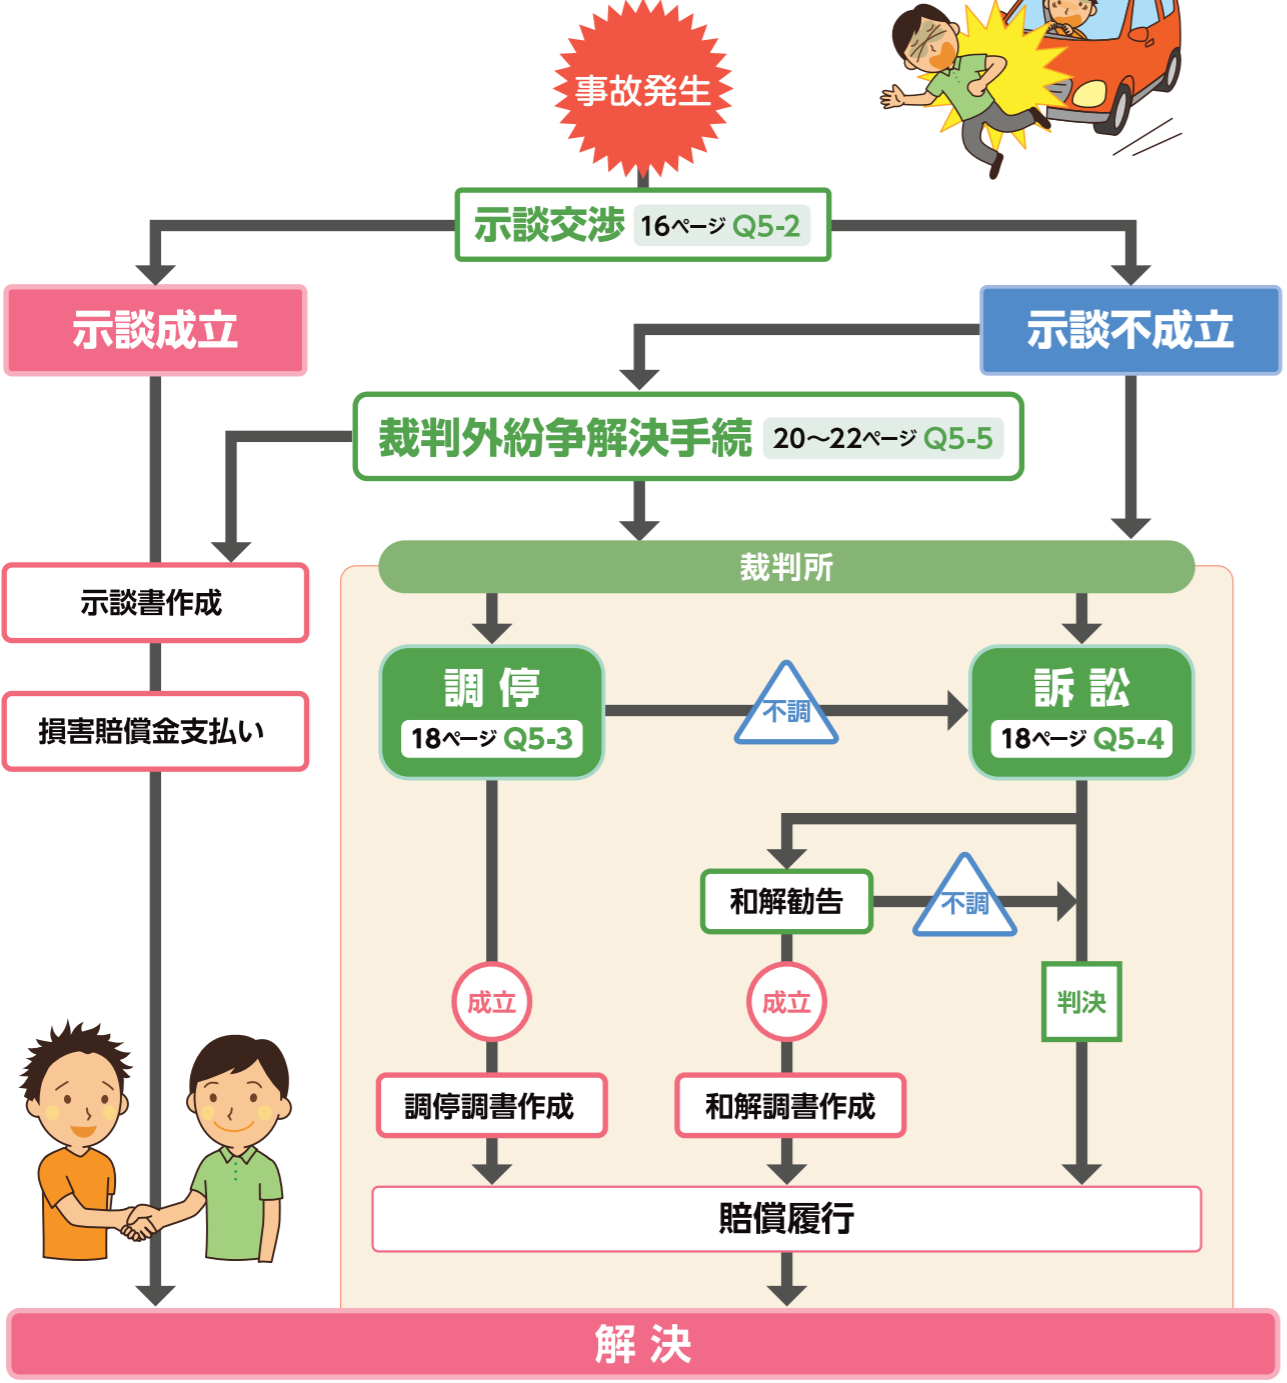 事故発生
示談交渉 16ページ Q5-2
示談成立
示談不成立
裁判外紛争解決手続 20～22ページ Q5-5
裁判所
示談書作成
調停
18ページ Q5-3
不調
訴訟
18ページ Q5-4
損害賠償金支払い
和解勧告
不調
成立
成立
判決
調停調書作成
和解調書作成
賠償履行
解決